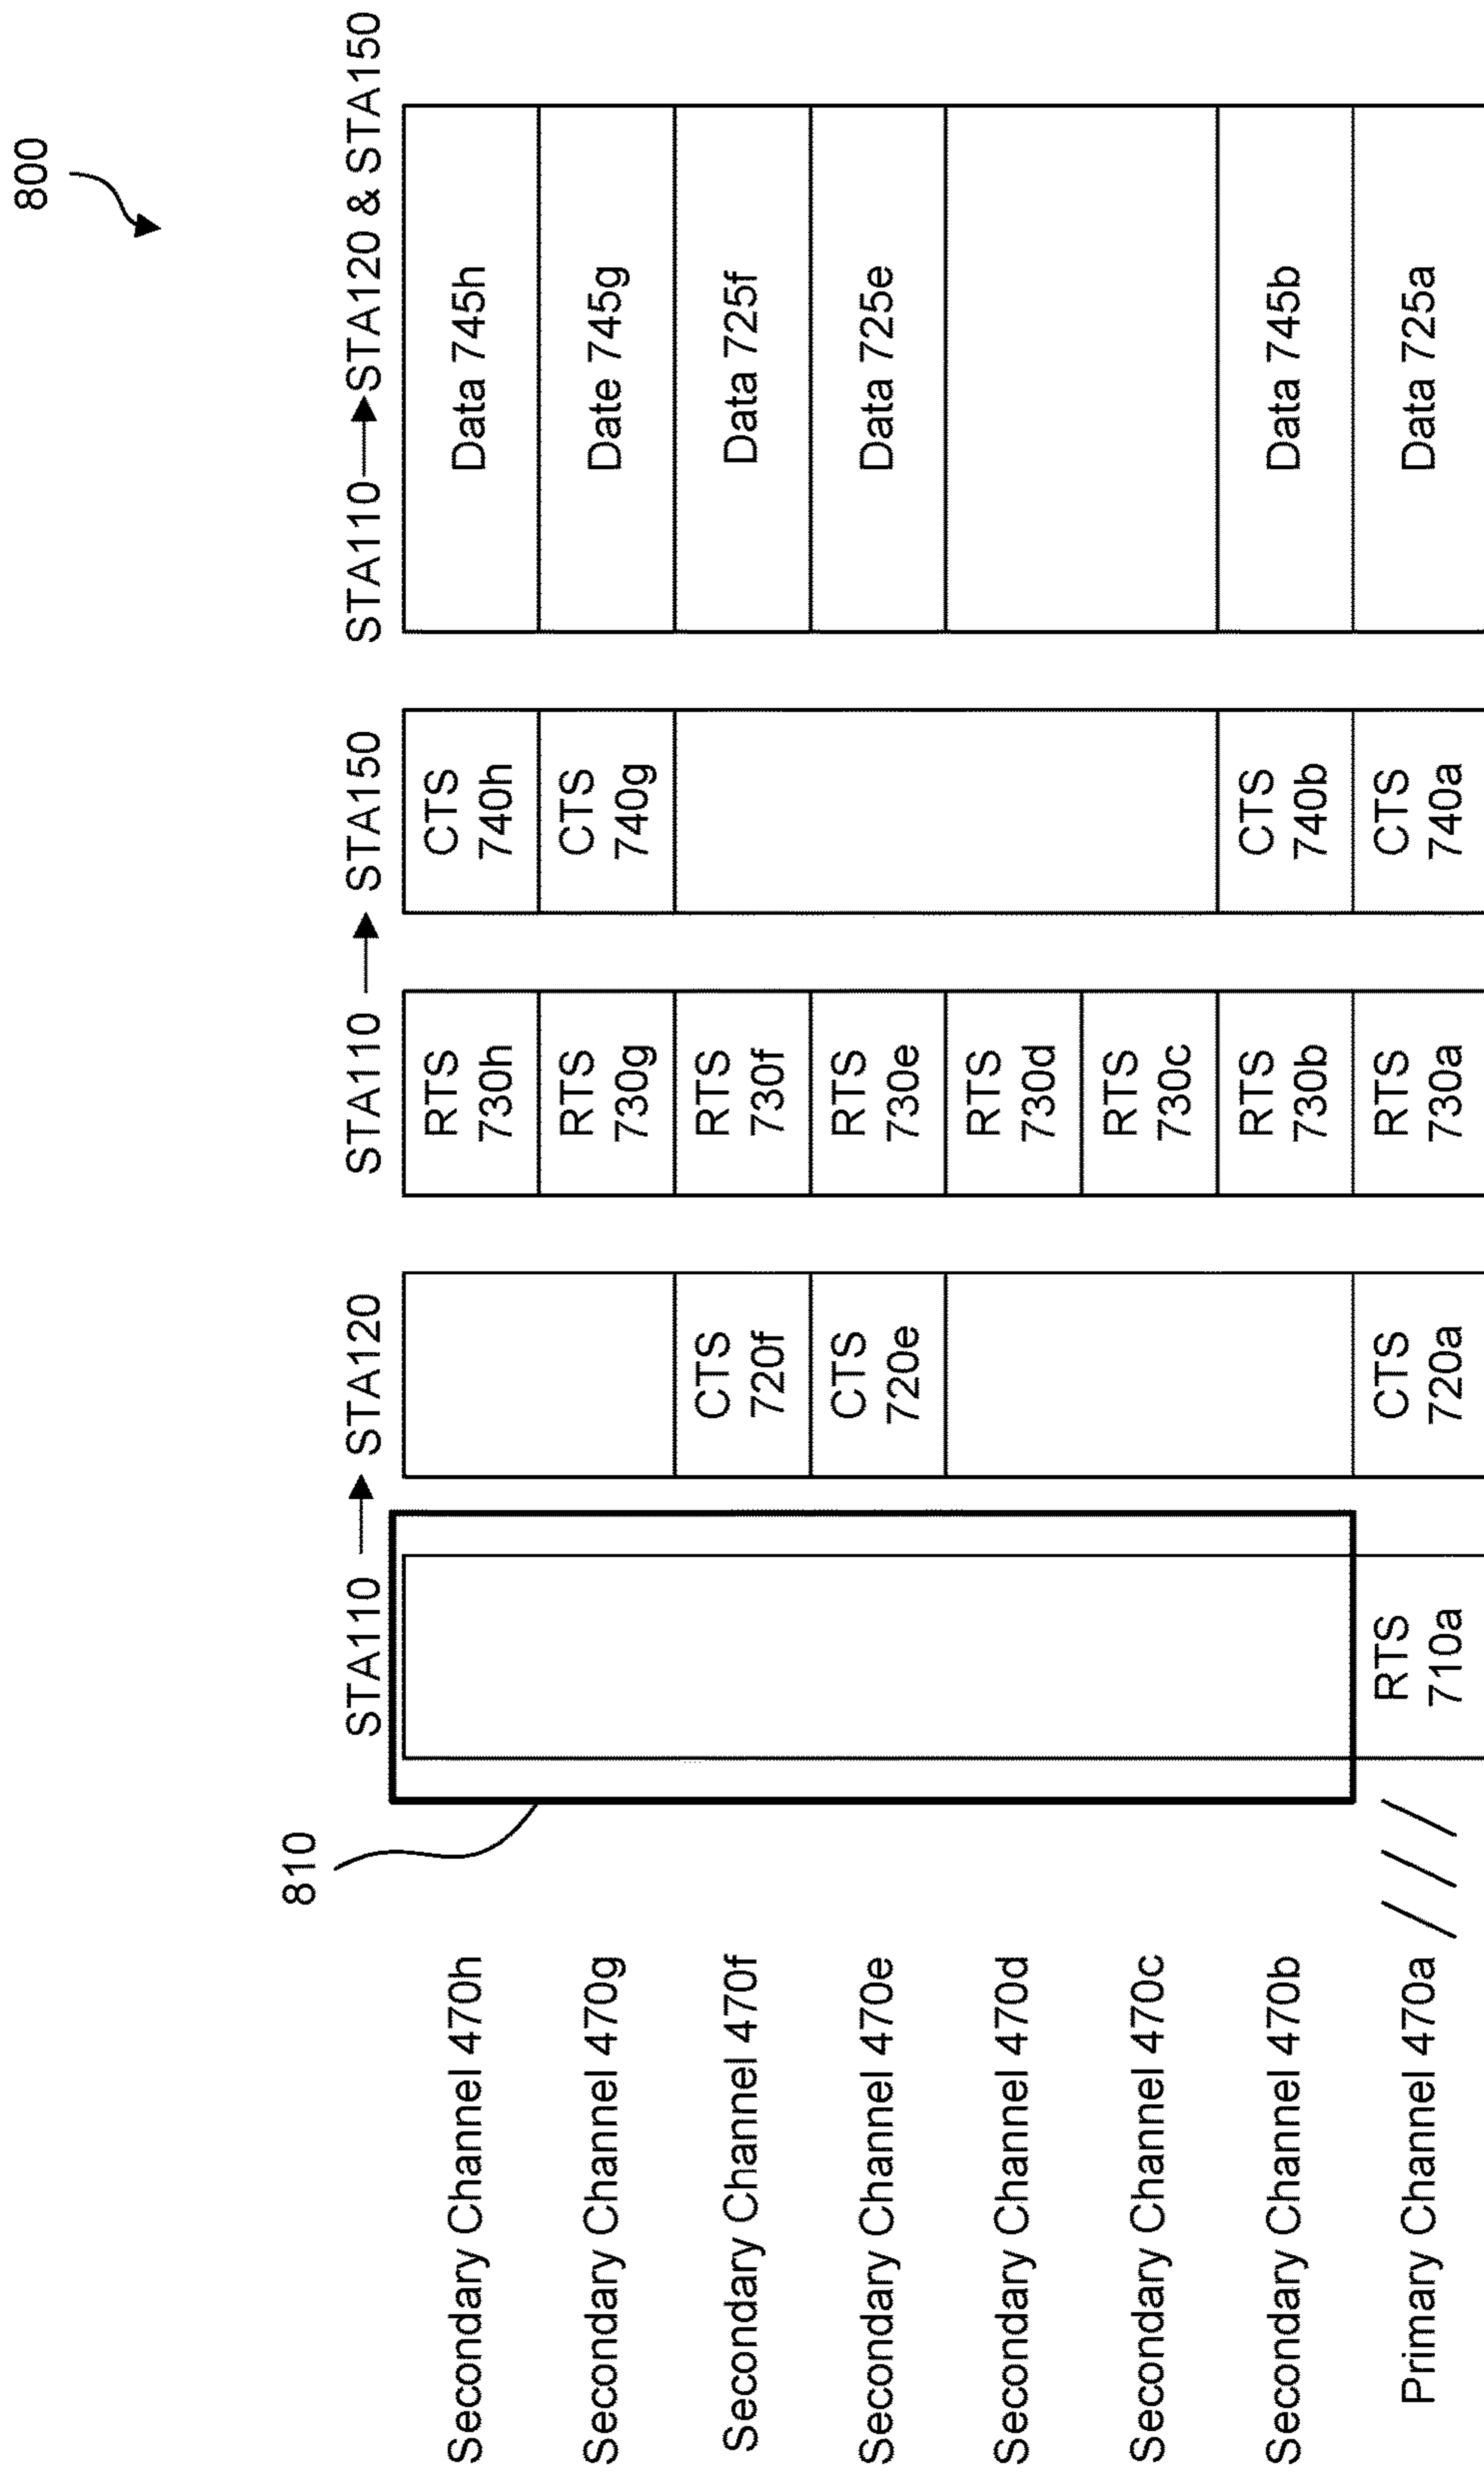 800
STA110 → STA120
STA110 → STA150
STA110 → STA120 & STA150
810
Secondary Channel 470h
RTS
730h
CTS
740h
Data 745h
Secondary Channel 470g
RTS
730g
CTS
740g
Date 745g
Secondary Channel 470f
CTS
720f
RTS
730f
Data 725f
Secondary Channel 470e
CTS
720e
RTS
730e
Data 725e
Secondary Channel 470d
RTS
730d
Secondary Channel 470c
RTS
730c
Secondary Channel 470b
RTS
730b
CTS
740b
Data 745b
Primary Channel 470a
RTS
710a
CTS
720a
RTS
730a
CTS
740a
Data 725a